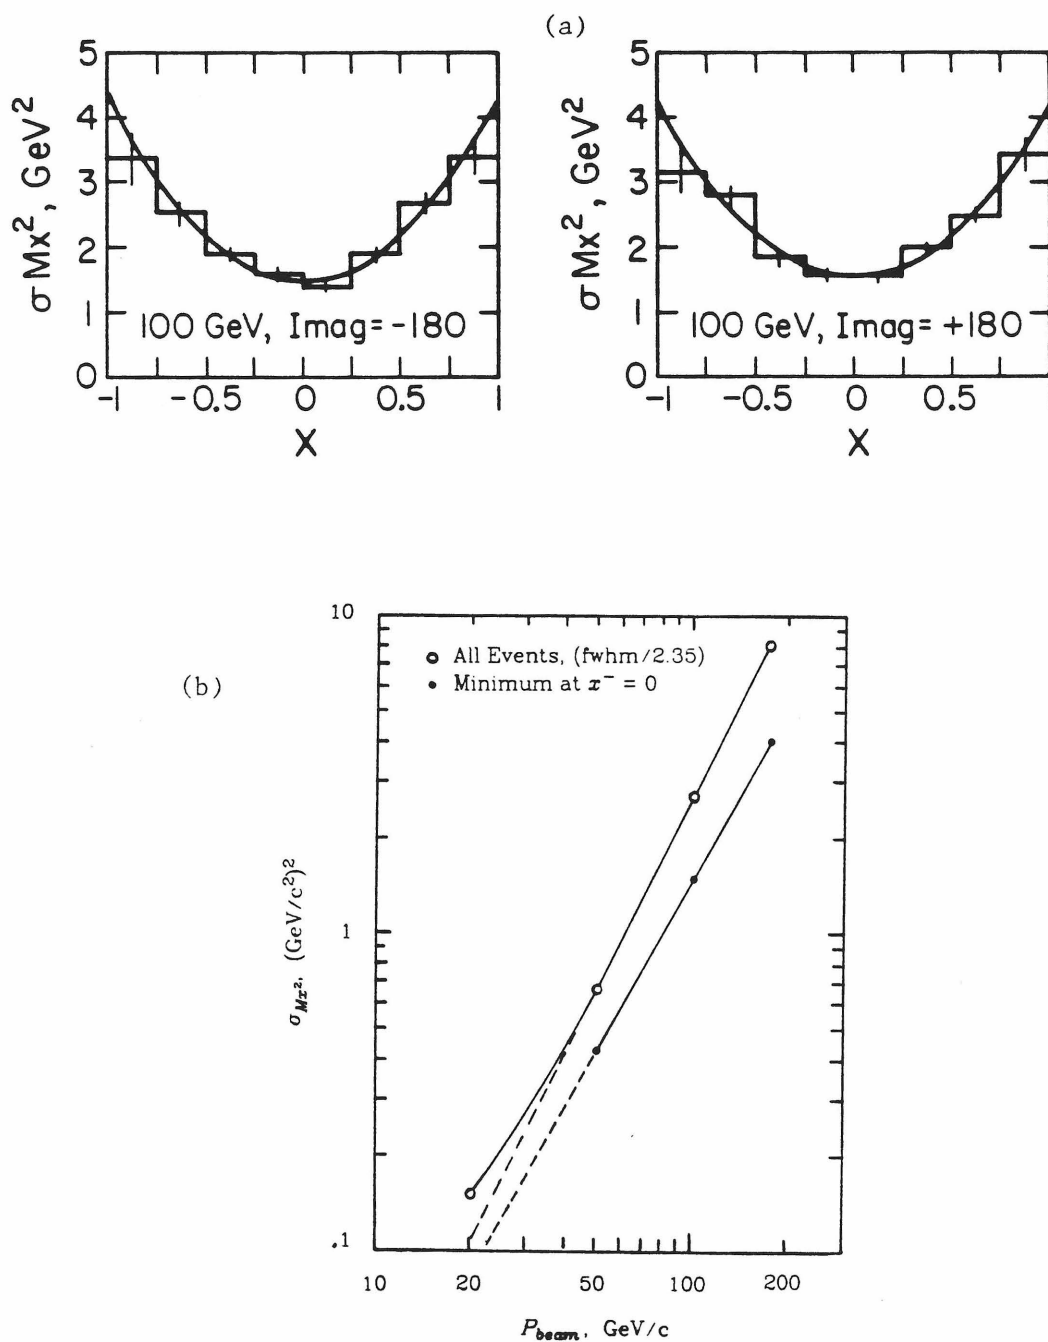 (a)
σ Mx², GeV²
5
4
3
2
1
0
100 GeV, Imag=-180
-1
-0.5
0
0.5
1
X
σ Mx², GeV²
5
4
3
2
1
0
100 GeV, Imag=+180
-1
-0.5
0
0.5
1
X
(b)
σMx², (GeV/c²)²
10
1
.1
o All Events, (fwhm/2.35)
• Minimum at x⁻ = 0
10
20
50
100
200
Pbeam, GeV/c